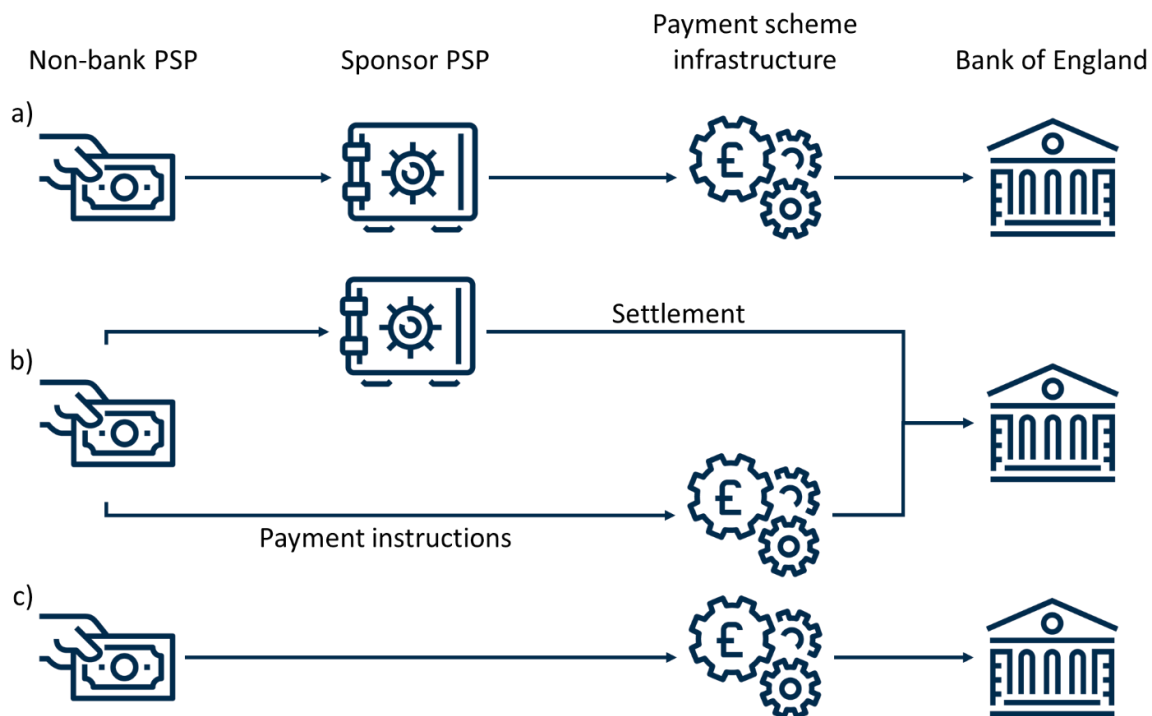 Non-bank PSP
Sponsor PSP
Payment scheme
infrastructure
Bank of England
a)
£
b)
Settlement
£
Payment instructions
c)
£